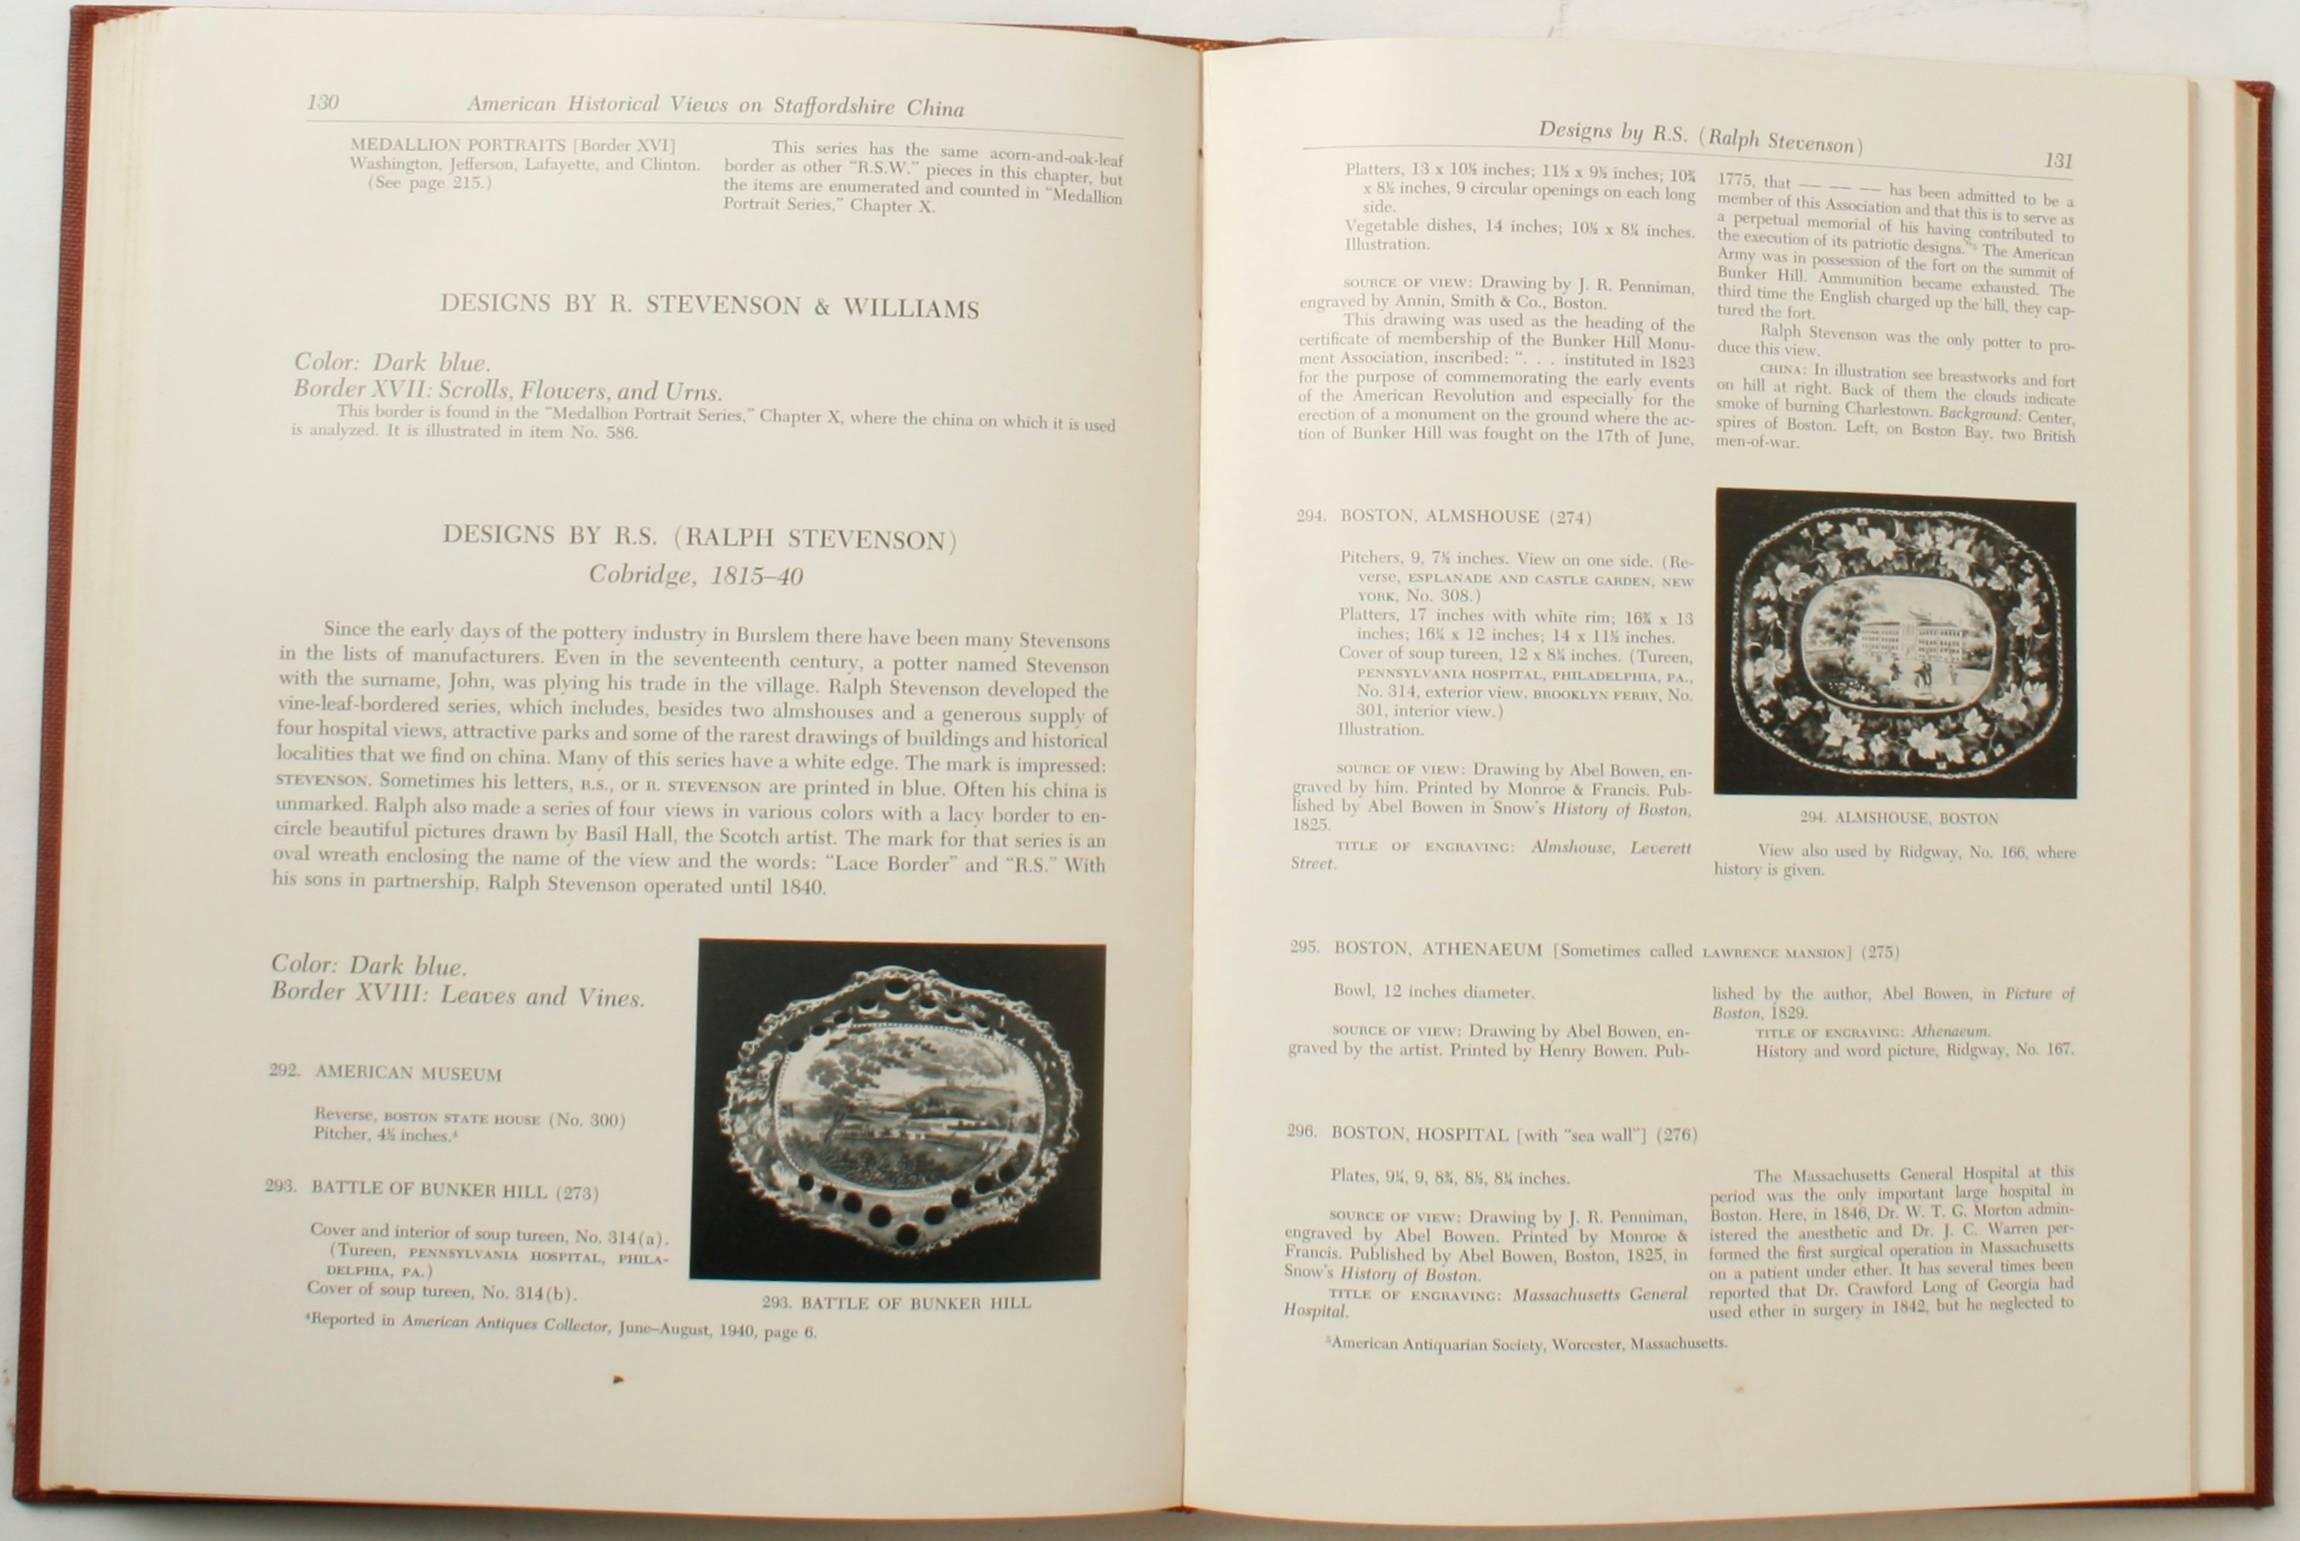 130
American Historical Views on Staffordshire China
MEDALLION PORTRAITS [Border XVI]
Washington, Jefferson, Lafayette, and Clinton.
(See page 215.)
This series has the same acorn-and-oak-leaf
border as other "R.S.W." pieces in this chapter, but
the items are enumerated and counted in "Medallion
Portrait Series," Chapter X.
DESIGNS BY R. STEVENSON & WILLIAMS
Color: Dark blue.
Border XVII: Scrolls, Flowers, and Urns.
This border is found in the "Medallion Portrait Series," Chapter X, where the china on which it is used
is analyzed. It is illustrated in item No. 586.
DESIGNS BY R.S. (RALPH STEVENSON)
Cobridge, 1815–40
Since the early days of the pottery industry in Burslem there have been many Stevensons
in the lists of manufacturers. Even in the seventeenth century, a potter named Stevenson
with the surname, John, was plying his trade in the village. Ralph Stevenson developed the
vine-leaf-bordered series, which includes, besides two almshouses and a generous supply of
four hospital views, attractive parks and some of the rarest drawings of buildings and historical
localities that we find on china. Many of this series have a white edge. The mark is impressed:
STEVENSON. Sometimes his letters, R.S., or R. STEVENSON are printed in blue. Often his china is
unmarked. Ralph also made a series of four views in various colors with a lacy border to en-
circle beautiful pictures drawn by Basil Hall, the Scotch artist. The mark for that series is an
oval wreath enclosing the name of the view and the words: "Lace Border" and "R.S." With
his sons in partnership, Ralph Stevenson operated until 1840.
Color: Dark blue.
Border XVIII: Leaves and Vines.
292. AMERICAN MUSEUM
Reverse, BOSTON STATE HOUSE (No. 300)
Pitcher, 4½ inches.⁴
293. BATTLE OF BUNKER HILL (273)
Cover and interior of soup tureen, No. 314(a).
(Tureen, PENNSYLVANIA HOSPITAL, PHILA-
DELPHIA, PA.)
Cover of soup tureen, No. 314(b).
293. BATTLE OF BUNKER HILL
⁴Reported in American Antiques Collector, June–August, 1940, page 6.
Designs by R.S. (Ralph Stevenson)
131
Platters, 13 x 10½ inches; 11½ x 9½ inches; 10¾
x 8½ inches, 9 circular openings on each long
side.
Vegetable dishes, 14 inches; 10½ x 8¼ inches.
Illustration.
SOURCE OF VIEW: Drawing by J. R. Penniman,
engraved by Annin, Smith & Co., Boston.
This drawing was used as the heading of the
certificate of membership of the Bunker Hill Monu-
ment Association, inscribed: ". . . instituted in 1823
for the purpose of commemorating the early events
of the American Revolution and especially for the
erection of a monument on the ground where the ac-
tion of Bunker Hill was fought on the 17th of June,
1775, that — — — has been admitted to be a
member of this Association and that this is to serve as
a perpetual memorial of his having contributed to
the execution of its patriotic designs."⁵ The American
Army was in possession of the fort on the summit of
Bunker Hill. Ammunition became exhausted. The
third time the English charged up the hill, they cap-
tured the fort.
Ralph Stevenson was the only potter to pro-
duce this view.
CHINA: In illustration see breastworks and fort
on hill at right. Back of them the clouds indicate
smoke of burning Charlestown. Background: Center,
spires of Boston. Left, on Boston Bay, two British
men-of-war.
294. BOSTON, ALMSHOUSE (274)
Pitchers, 9, 7½ inches. View on one side. (Re-
verse, ESPLANADE AND CASTLE GARDEN, NEW
YORK, No. 308.)
Platters, 17 inches with white rim; 16¾ x 13
inches; 16¼ x 12 inches; 14 x 11½ inches.
Cover of soup tureen, 12 x 8¼ inches. (Tureen,
PENNSYLVANIA HOSPITAL, PHILADELPHIA, PA.,
No. 314, exterior view. BROOKLYN FERRY, No.
301, interior view.)
Illustration.
SOURCE OF VIEW: Drawing by Abel Bowen, en-
graved by him. Printed by Monroe & Francis. Pub-
lished by Abel Bowen in Snow's History of Boston,
1825.
TITLE OF ENGRAVING: Almshouse, Leverett
Street.
294. ALMSHOUSE, BOSTON
View also used by Ridgway, No. 166, where
history is given.
295. BOSTON, ATHENAEUM [Sometimes called LAWRENCE MANSION] (275)
Bowl, 12 inches diameter.
SOURCE OF VIEW: Drawing by Abel Bowen, en-
graved by the artist. Printed by Henry Bowen. Pub-
lished by the author, Abel Bowen, in Picture of
Boston, 1829.
TITLE OF ENGRAVING: Athenaeum.
History and word picture, Ridgway, No. 167.
296. BOSTON, HOSPITAL [with "sea wall"] (276)
Plates, 9¼, 9, 8¾, 8½, 8¼ inches.
SOURCE OF VIEW: Drawing by J. R. Penniman,
engraved by Abel Bowen. Printed by Monroe &
Francis. Published by Abel Bowen, Boston, 1825, in
Snow's History of Boston.
TITLE OF ENGRAVING: Massachusetts General
Hospital.
The Massachusetts General Hospital at this
period was the only important large hospital in
Boston. Here, in 1846, Dr. W. T. G. Morton admin-
istered the anesthetic and Dr. J. C. Warren per-
formed the first surgical operation in Massachusetts
on a patient under ether. It has several times been
reported that Dr. Crawford Long of Georgia had
used ether in surgery in 1842, but he neglected to
⁵American Antiquarian Society, Worcester, Massachusetts.